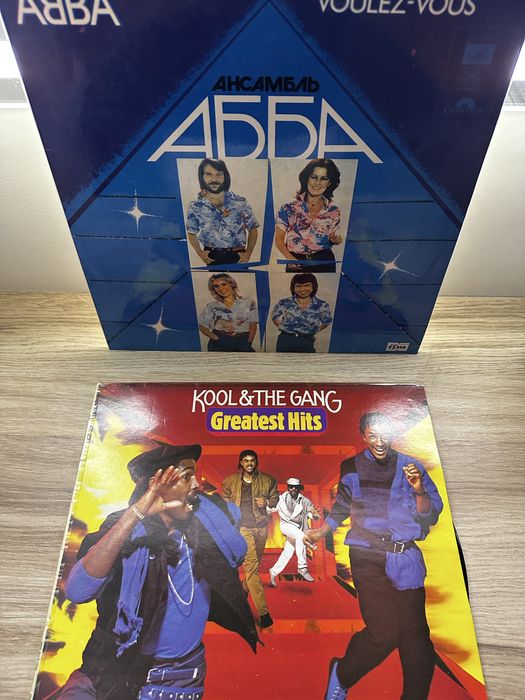 ABBA
VOULEZ-VOUS
АНСАМБЛЬ
АББА
KOOL & THE GANG
Greatest Hits